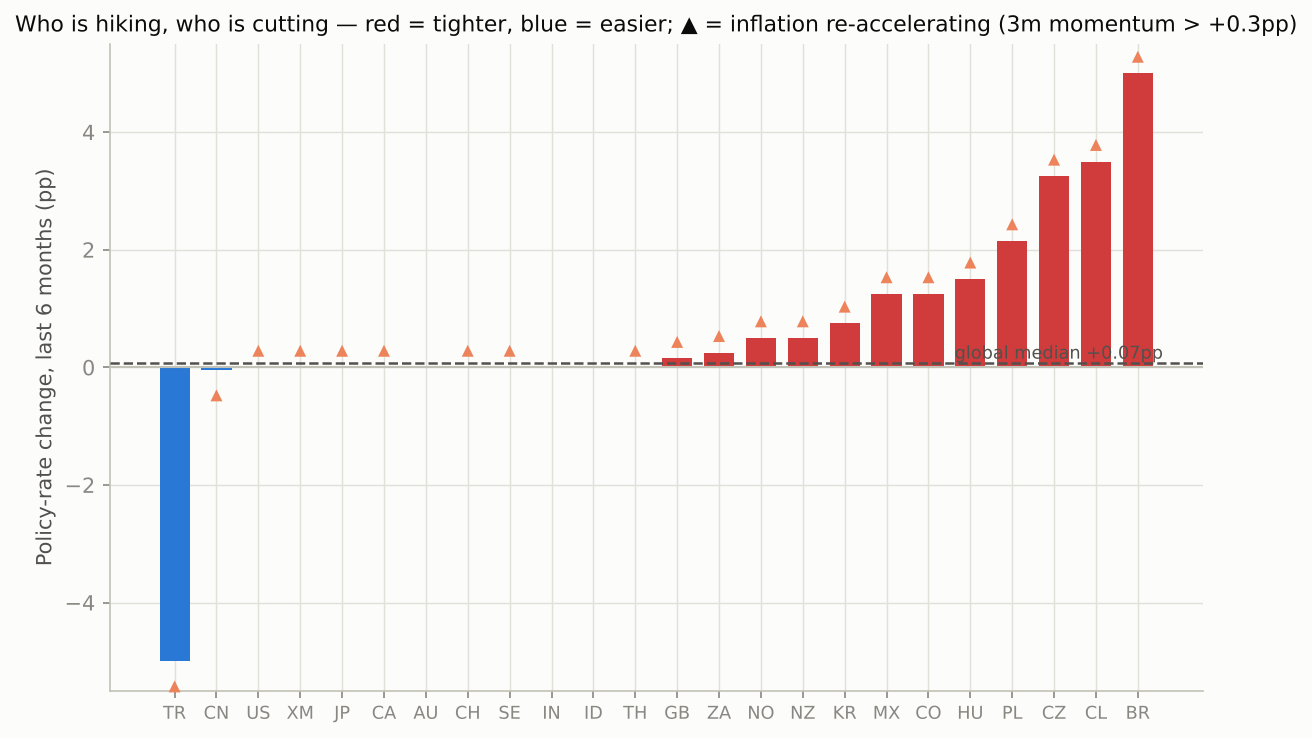 Who is hiking, who is cutting — red = tighter, blue = easier; ▲ = inflation re-accelerating (3m momentum > +0.3pp)
Policy-rate change, last 6 months (pp)
4
2
0
−2
−4
global median +0.07pp
TR CN US XM JP CA AU CH SE IN ID TH GB ZA NO NZ KR MX CO HU PL CZ CL BR